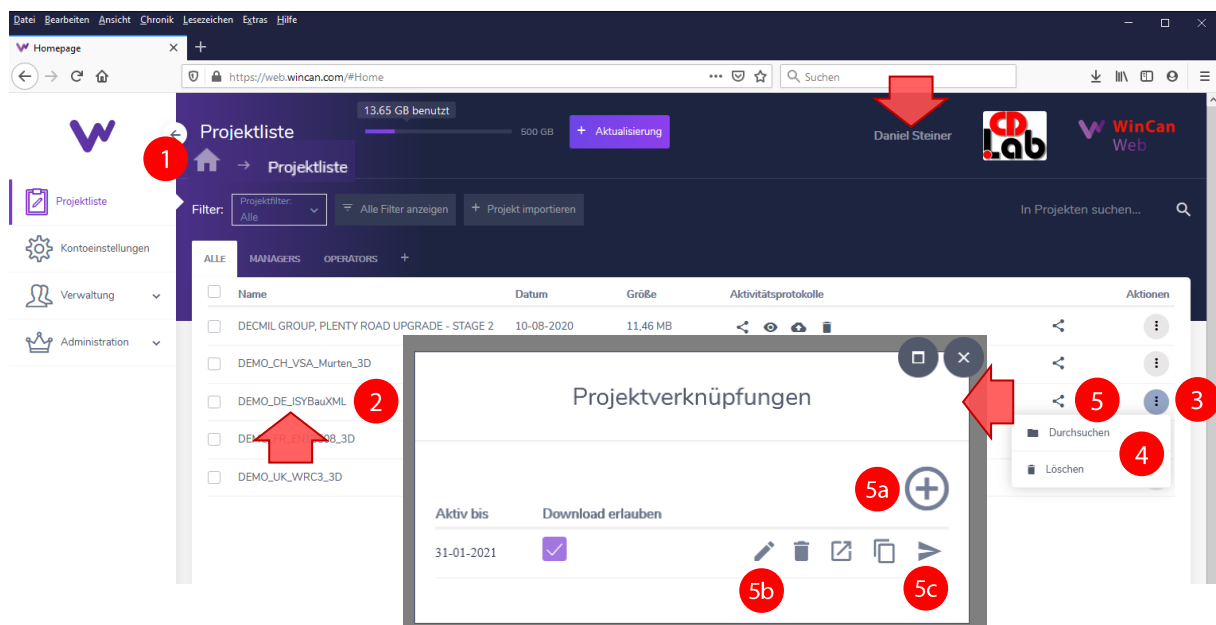 Datei Bearbeiten Ansicht Chronik Lesezeichen Extras Hilfe
Homepage
https://web.wincan.com/#Home
Suchen
Projektliste
13.65 GB benutzt
500 GB
+ Aktualisierung
Daniel Steiner
CD
Lab
WinCan
Web
1
→ Projektliste
Projektliste
Kontoeinstellungen
Verwaltung
Administration
Filter:
Projektfilter:
Alle
Alle Filter anzeigen
+ Projekt importieren
In Projekten suchen...
ALLE MANAGERS OPERATORS +
Name Datum Größe Aktivitätsprotokolle Aktionen
DECMIL GROUP, PLENTY ROAD UPGRADE - STAGE 2 10-08-2020 11,46 MB
DEMO_CH_VSA_Murten_3D
DEMO_DE_ISYBauXML 2
5 3
_3D
DEMO_UK_WRC3_3D
Durchsuchen
4
Löschen
Projektverknüpfungen
5a
Aktiv bis Download erlauben
31-01-2021
5b 5c